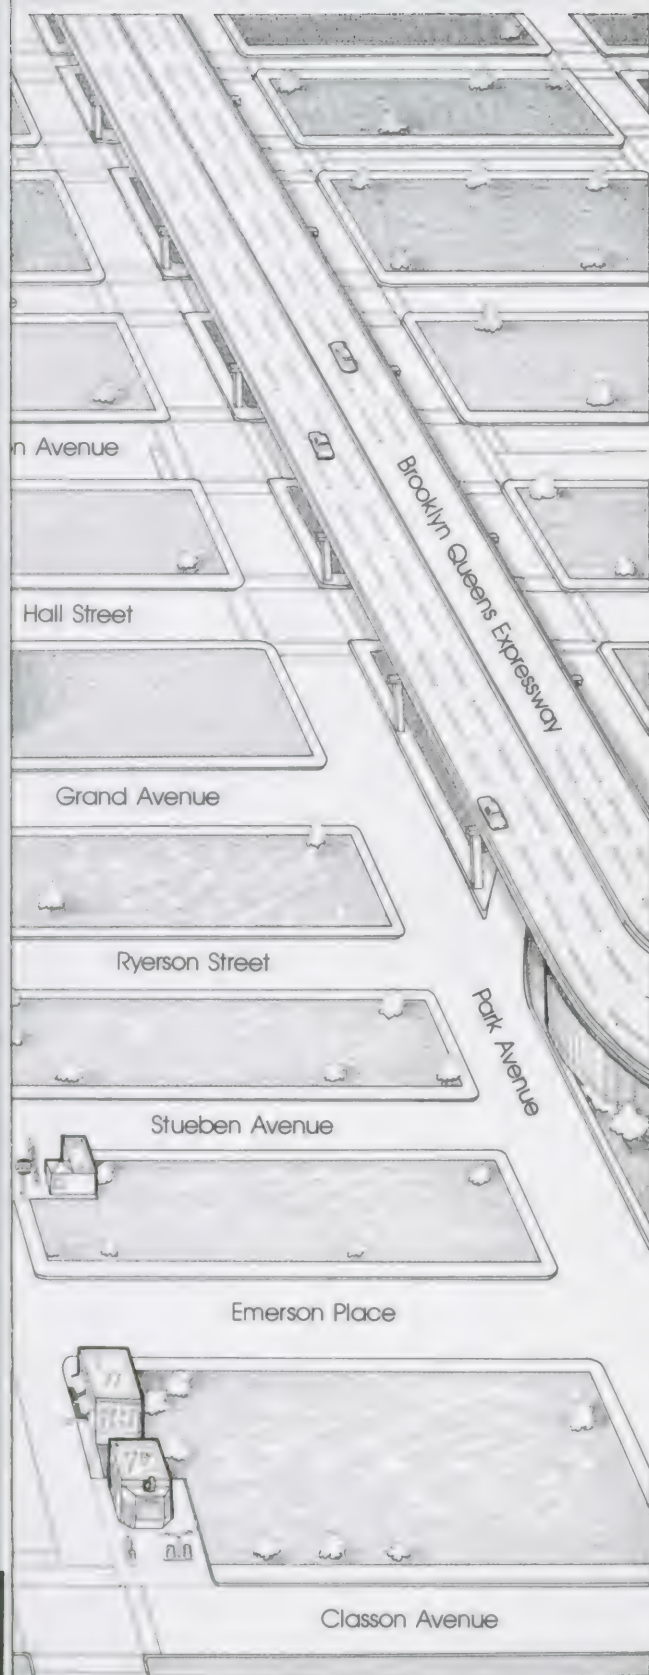 n Avenue
Brooklyn Queens Expressway
Hall Street
Grand Avenue
Ryerson Street
Park Avenue
Stueben Avenue
Emerson Place
Classon Avenue